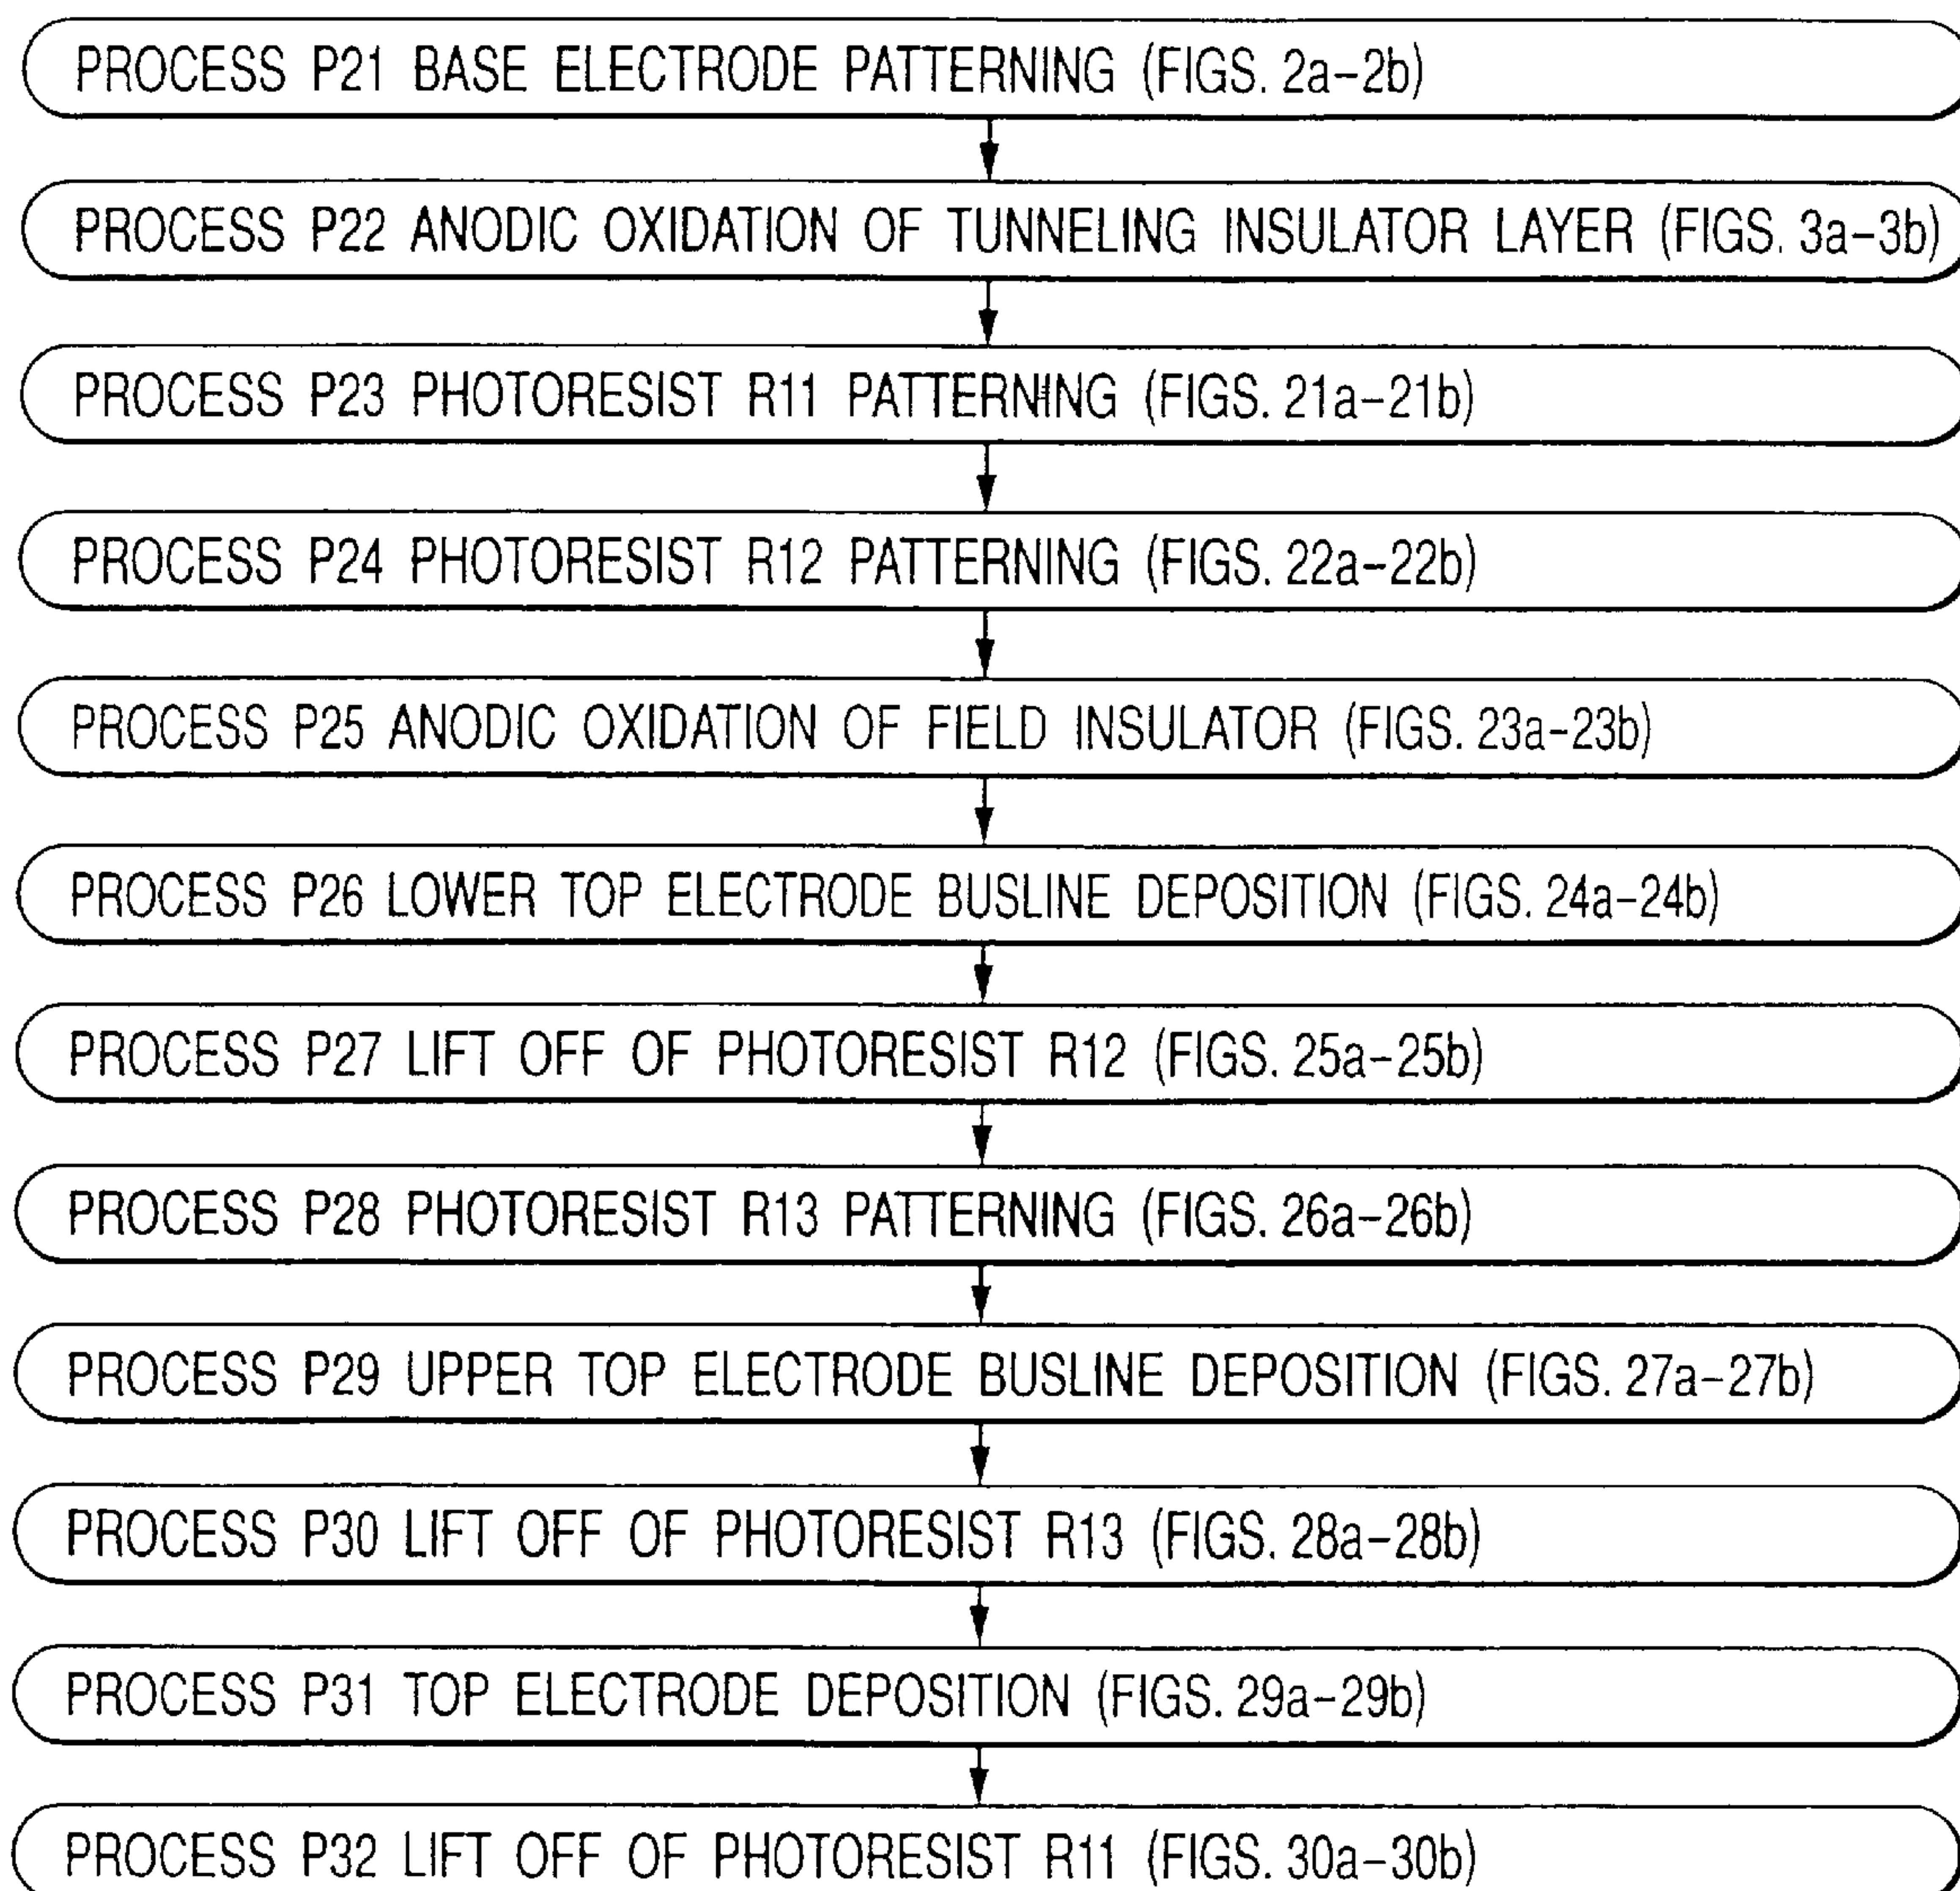 PROCESS P21 BASE ELECTRODE PATTERNING (FIGS. 2a-2b)
PROCESS P22 ANODIC OXIDATION OF TUNNELING INSULATOR LAYER (FIGS. 3a-3b)
PROCESS P23 PHOTORESIST R11 PATTERNING (FIGS. 21a-21b)
PROCESS P24 PHOTORESIST R12 PATTERNING (FIGS. 22a-22b)
PROCESS P25 ANODIC OXIDATION OF FIELD INSULATOR (FIGS. 23a-23b)
PROCESS P26 LOWER TOP ELECTRODE BUSLINE DEPOSITION (FIGS. 24a-24b)
PROCESS P27 LIFT OFF OF PHOTORESIST R12 (FIGS. 25a-25b)
PROCESS P28 PHOTORESIST R13 PATTERNING (FIGS. 26a-26b)
PROCESS P29 UPPER TOP ELECTRODE BUSLINE DEPOSITION (FIGS. 27a-27b)
PROCESS P30 LIFT OFF OF PHOTORESIST R13 (FIGS. 28a-28b)
PROCESS P31 TOP ELECTRODE DEPOSITION (FIGS. 29a-29b)
PROCESS P32 LIFT OFF OF PHOTORESIST R11 (FIGS. 30a-30b)